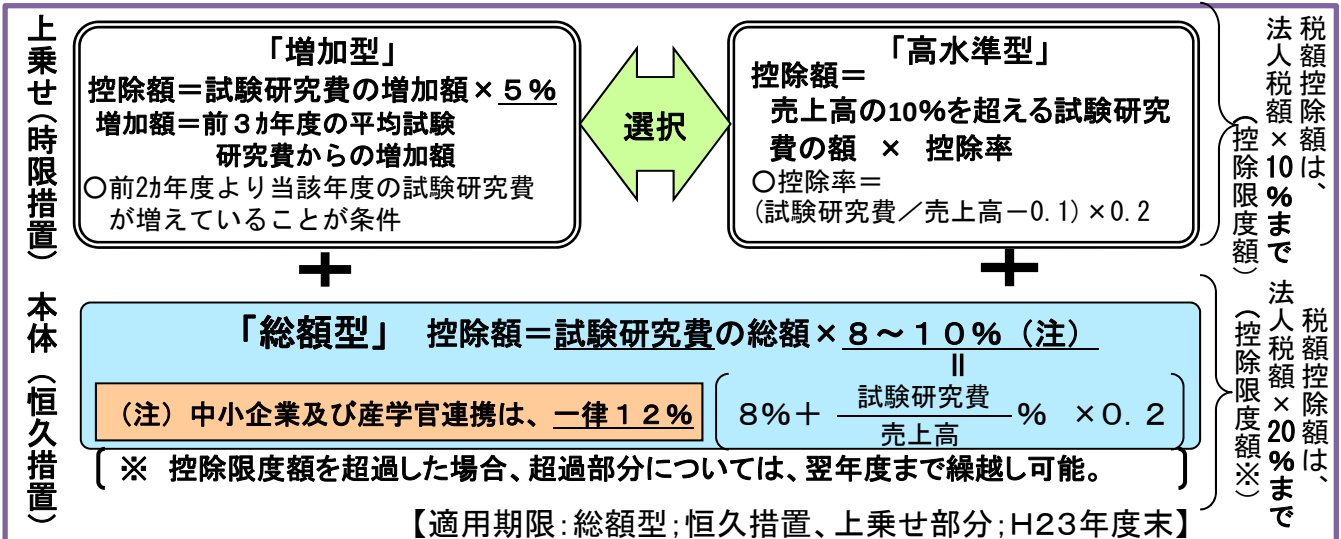 上乗せ（時限措置）
「増加型」
控除額＝試験研究費の増加額×５％
増加額＝前３ｶ年度の平均試験
研究費からの増加額
○前2ｶ年度より当該年度の試験研究費
が増えていることが条件
選択
「高水準型」
控除額＝
売上高の10％を超える試験研究
費の額　×　控除率
○控除率＝
(試験研究費／売上高－0.1)×0.2
税額控除額は、
法人税額×10％まで
（控除限度額）
＋
＋
本体（恒久措置）
「総額型」　控除額＝試験研究費の総額×８～１０％（注）
＝
（注）中小企業及び産学官連携は、一律１２％
８％＋　試験研究費
売上高　％　×０．２
※　控除限度額を超過した場合、超過部分については、翌年度まで繰越し可能。
税額控除額は、
法人税額×20％まで
（控除限度額※）
【適用期限：総額型；恒久措置、上乗せ部分；H23年度末】